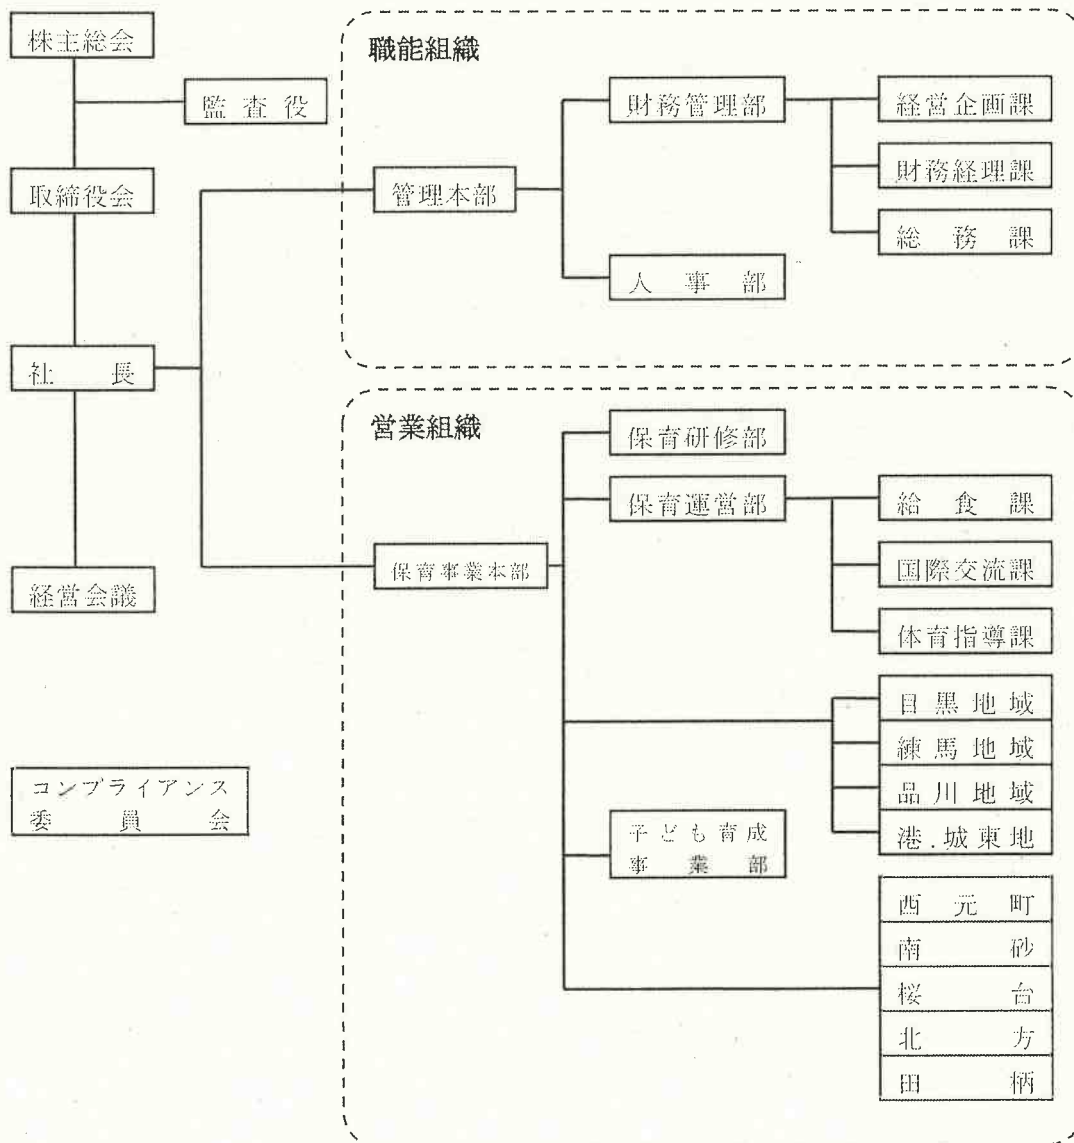 株主総会
監査役
取締役会
社長
経営会議
コンプライアンス
委員会
職能組織
管理本部
財務管理部
人事部
経営企画課
財務経理課
総務課
営業組織
保育事業本部
保育研修部
保育運営部
給食課
国際交流課
体育指導課
目黒地域
練馬地域
品川地域
港.城東地
子ども育成
事業部
西元町
南砂
桜台
北方
田柄